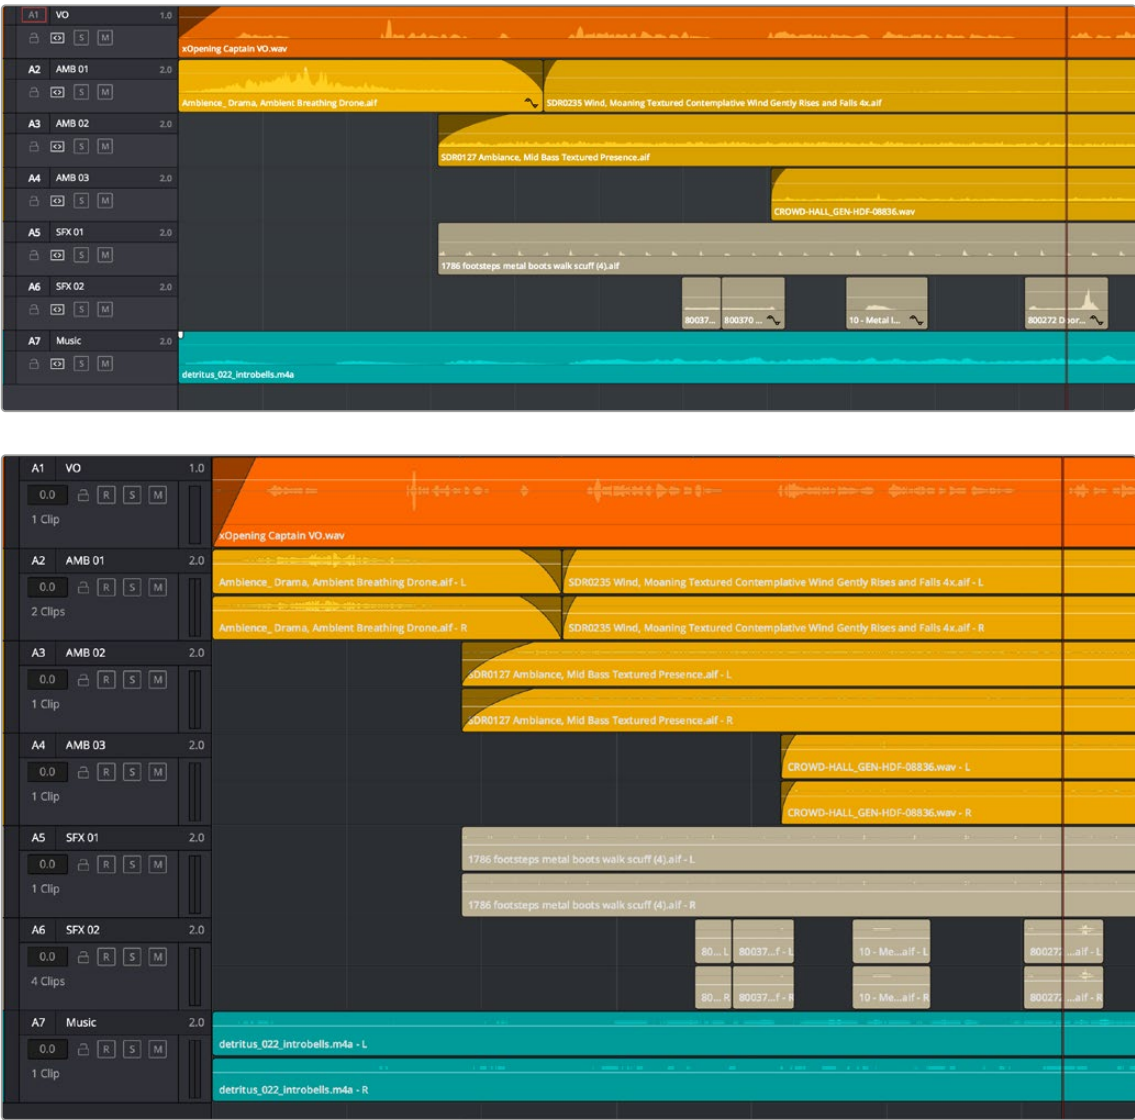 A1 VO 1.0
S M
xOpening Captain VO.wav
A2 AMB 01 2.0
S M
Ambience_ Drama, Ambient Breathing Drone.aif
SDR0235 Wind, Moaning Textured Contemplative Wind Gently Rises and Falls 4x.aif
A3 AMB 02 2.0
S M
SDR0127 Ambiance, Mid Bass Textured Presence.aif
A4 AMB 03 2.0
S M
CROWD-HALL_GEN-HDF-08836.wav
A5 SFX 01 2.0
S M
1786 footsteps metal boots walk scuff (4).aif
A6 SFX 02 2.0
S M
80037... 800370 ... 10 - Metal I... 800272 Door...
A7 Music 2.0
S M
detritus_022_introbells.m4a
A1 VO 1.0
0.0 R S M
1 Clip
xOpening Captain VO.wav
A2 AMB 01 2.0
0.0 R S M
Ambience_ Drama, Ambient Breathing Drone.aif - L
SDR0235 Wind, Moaning Textured Contemplative Wind Gently Rises and Falls 4x.aif - L
2 Clips
Ambience_ Drama, Ambient Breathing Drone.aif - R
SDR0235 Wind, Moaning Textured Contemplative Wind Gently Rises and Falls 4x.aif - R
A3 AMB 02 2.0
0.0 R S M
SDR0127 Ambiance, Mid Bass Textured Presence.aif - L
1 Clip
SDR0127 Ambiance, Mid Bass Textured Presence.aif - R
A4 AMB 03 2.0
0.0 R S M
CROWD-HALL_GEN-HDF-08836.wav - L
1 Clip
CROWD-HALL_GEN-HDF-08836.wav - R
A5 SFX 01 2.0
0.0 R S M
1786 footsteps metal boots walk scuff (4).aif - L
1 Clip
1786 footsteps metal boots walk scuff (4).aif - R
A6 SFX 02 2.0
0.0 R S M
80... L 80037...f - L 10 - Me...aif - L 800272 ...aif - L
4 Clips
80... R 80037...f - R 10 - Me...aif - R 800272 ...aif - R
A7 Music 2.0
0.0 R S M
detritus_022_introbells.m4a - L
1 Clip
detritus_022_introbells.m4a - R